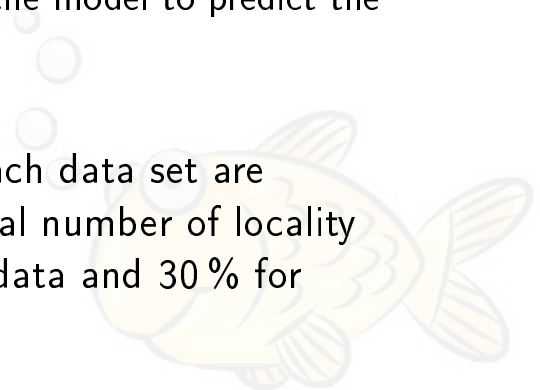 the model to predict the
ach data set are
al number of locality
data and 30 % for